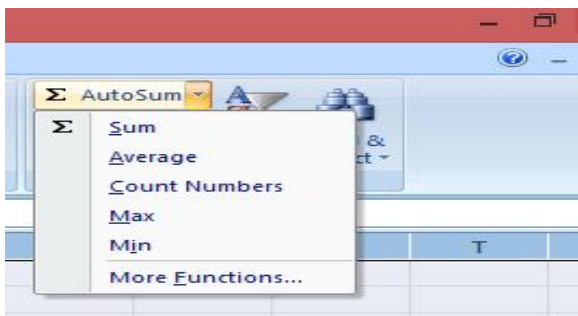 Σ AutoSum
Σ Sum
Average
Count Numbers
Max
Min
More Functions...
&
T